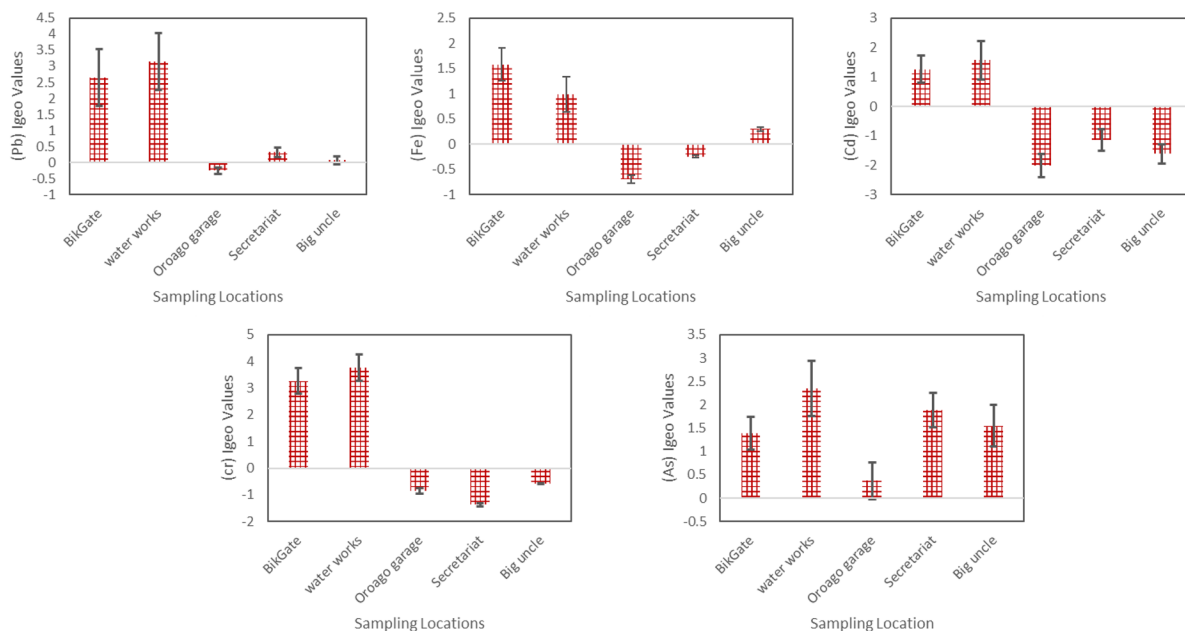 (Pb) Igeo Values
4.5
4
3.5
3
2.5
2
1.5
1
0.5
0
-0.5
-1
BikGate
water works
Oroago garage
Secretariat
Big uncle
Sampling Locations
(Fe) Igeo Values
2.5
2
1.5
1
0.5
0
-0.5
-1
BikGate
water works
Oroago garage
Secretariat
Big uncle
Sampling Locations
(Cd) Igeo Values
3
2
1
0
-1
-2
-3
BikGate
water works
Oroago garage
Secretariat
Big uncle
Sampling Locations
(cr) Igeo Values
5
4
3
2
1
0
-1
-2
BikGate
water works
Oroago garage
Secretariat
Big uncle
Sampling Locations
(As) Igeo Values
3.5
3
2.5
2
1.5
1
0.5
0
-0.5
BikGate
water works
Oroago garage
Secretariat
Big uncle
Sampling Location